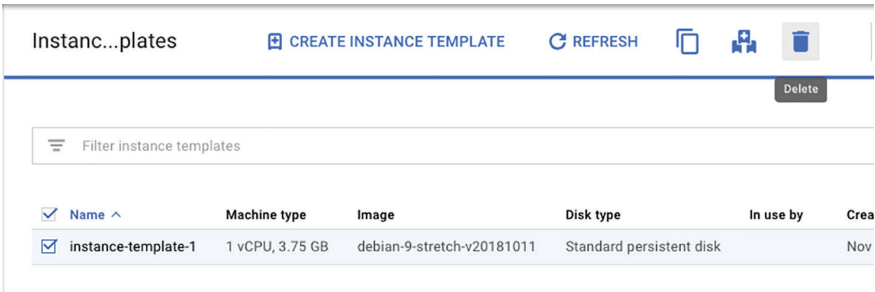 Instanc...plates CREATE INSTANCE TEMPLATE REFRESH
Delete
Filter instance templates
Name Machine type Image Disk type In use by Crea
instance-template-1 1 vCPU, 3.75 GB debian-9-stretch-v20181011 Standard persistent disk Nov